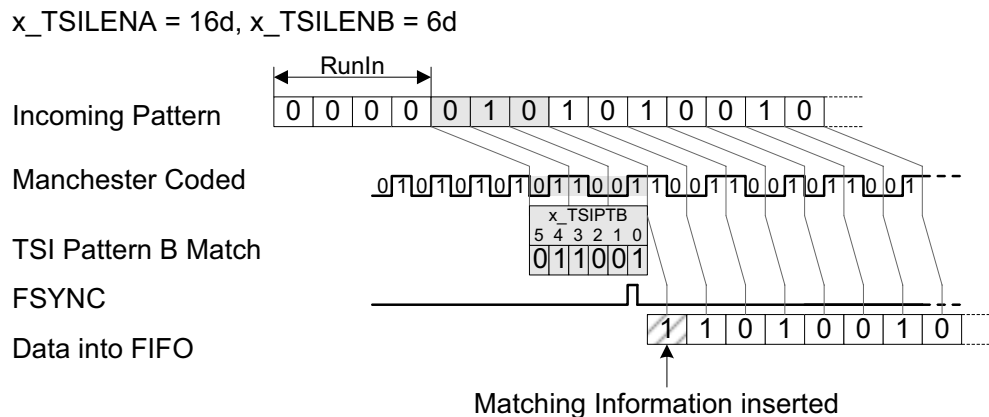 x_TSILENA = 16d, x_TSILENB = 6d
RunIn
Incoming Pattern 0 0 0 0 0 1 0 1 0 1 0 0 1 0
Manchester Coded 0 1 0 1 0 1 0 1 0 1 1 0 0 1 1 0 0 1 1 0 0 1 0 1 1 0 0 1
x_TSIPTB
5 4 3 2 1 0
TSI Pattern B Match 0 1 1 0 0 1
FSYNC
Data into FIFO 1 1 0 1 0 0 1 0
Matching Information inserted